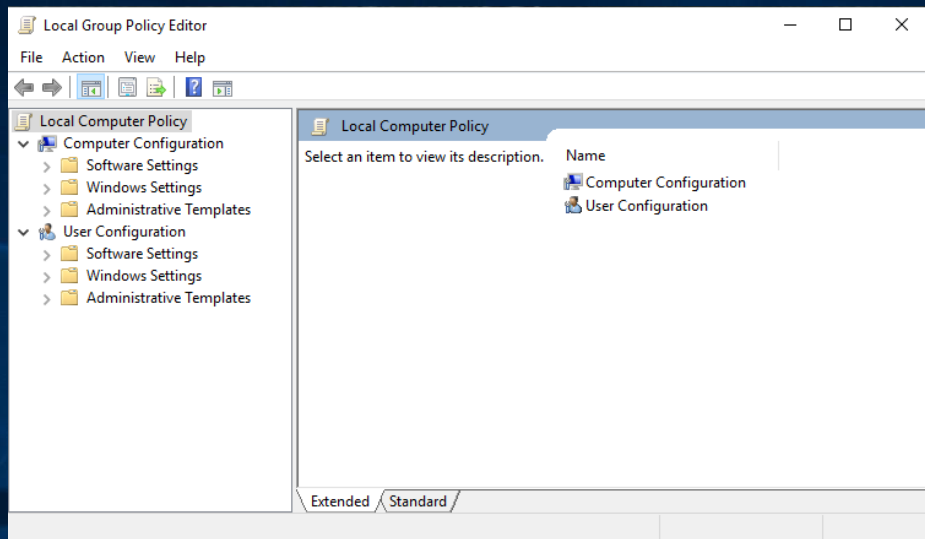 Local Group Policy Editor
File Action View Help
Local Computer Policy
Computer Configuration
Software Settings
Windows Settings
Administrative Templates
User Configuration
Software Settings
Windows Settings
Administrative Templates
Local Computer Policy
Select an item to view its description.
Name
Computer Configuration
User Configuration
Extended Standard